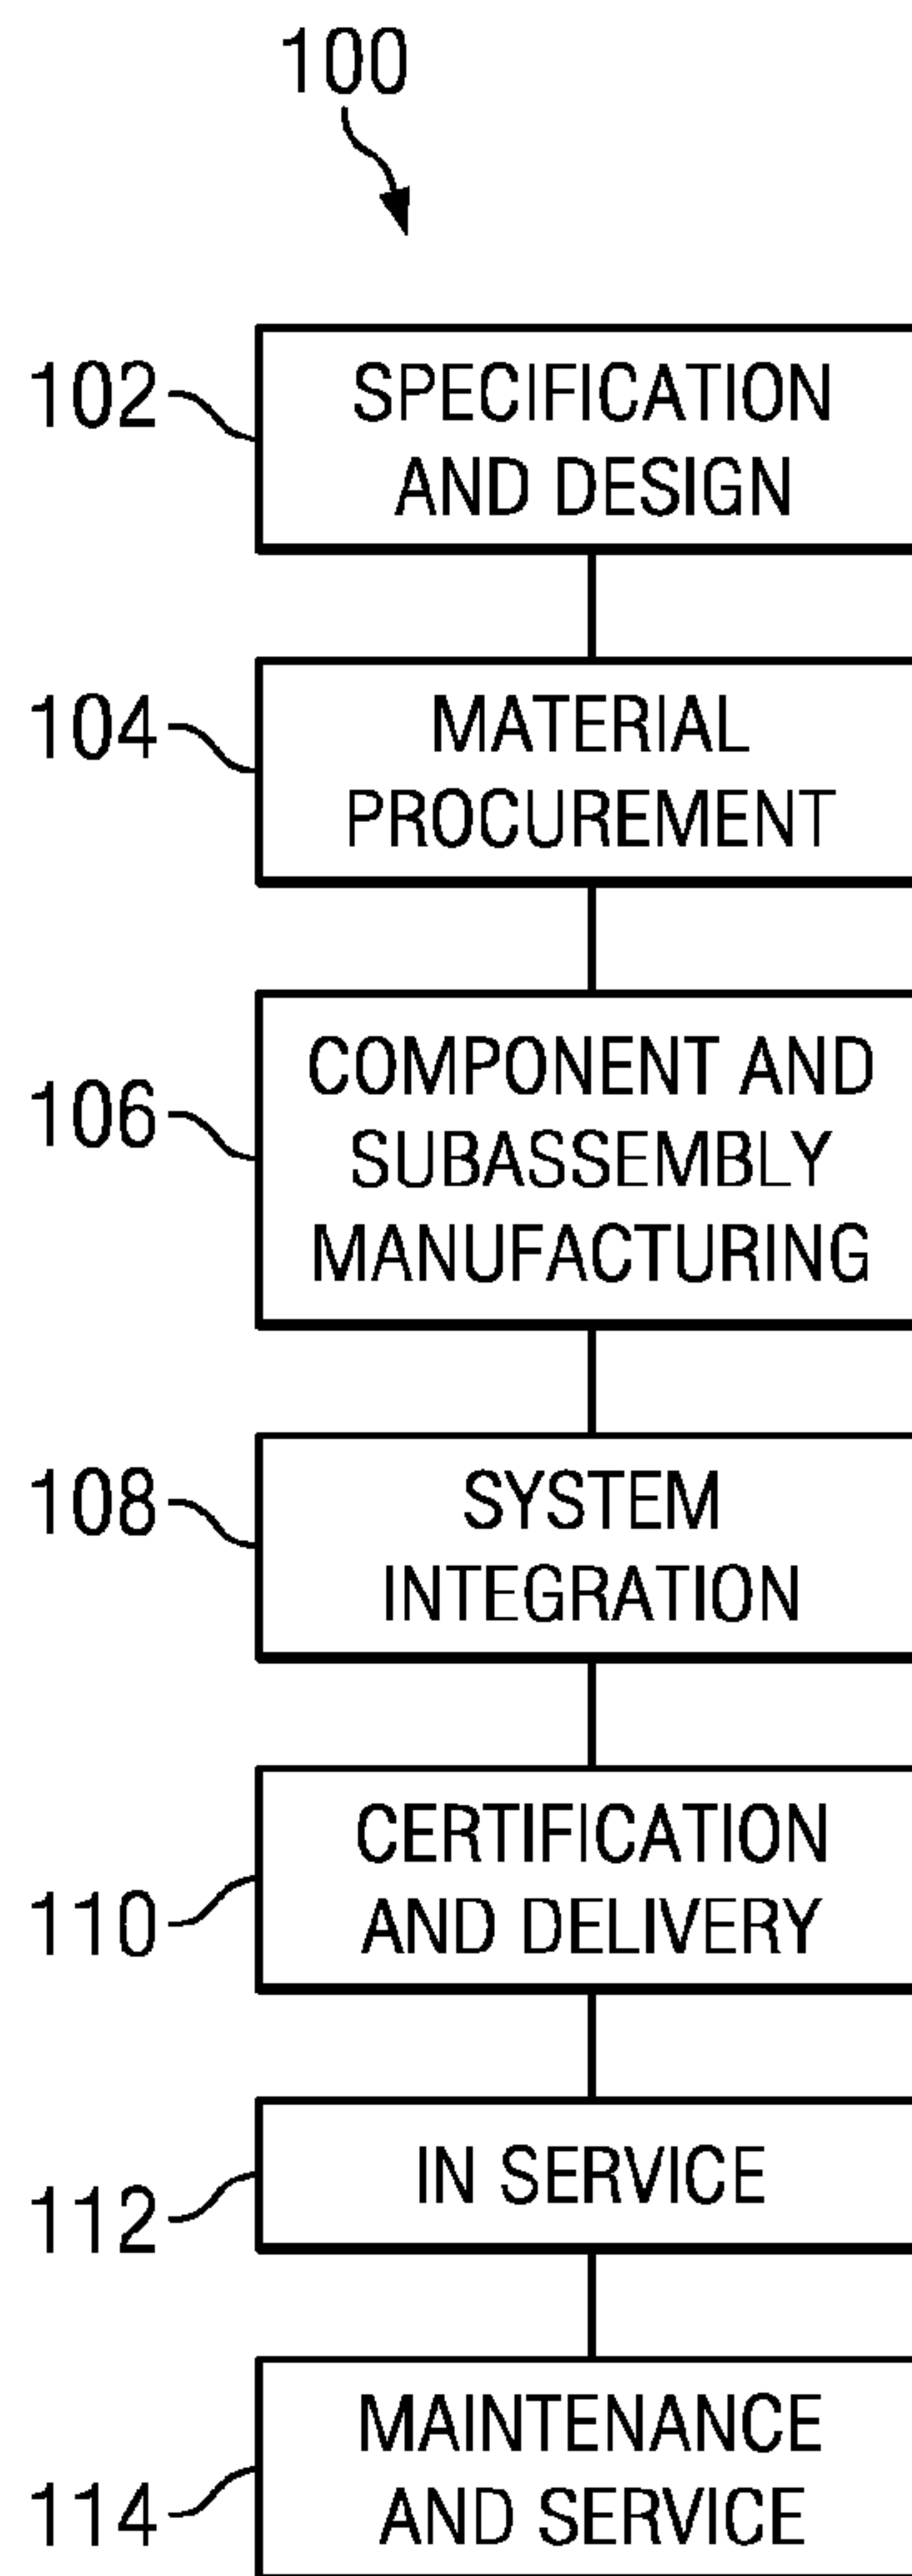 100
102
SPECIFICATION
AND DESIGN
104
MATERIAL
PROCUREMENT
106
COMPONENT AND
SUBASSEMBLY
MANUFACTURING
108
SYSTEM
INTEGRATION
110
CERTIFICATION
AND DELIVERY
112
IN SERVICE
114
MAINTENANCE
AND SERVICE